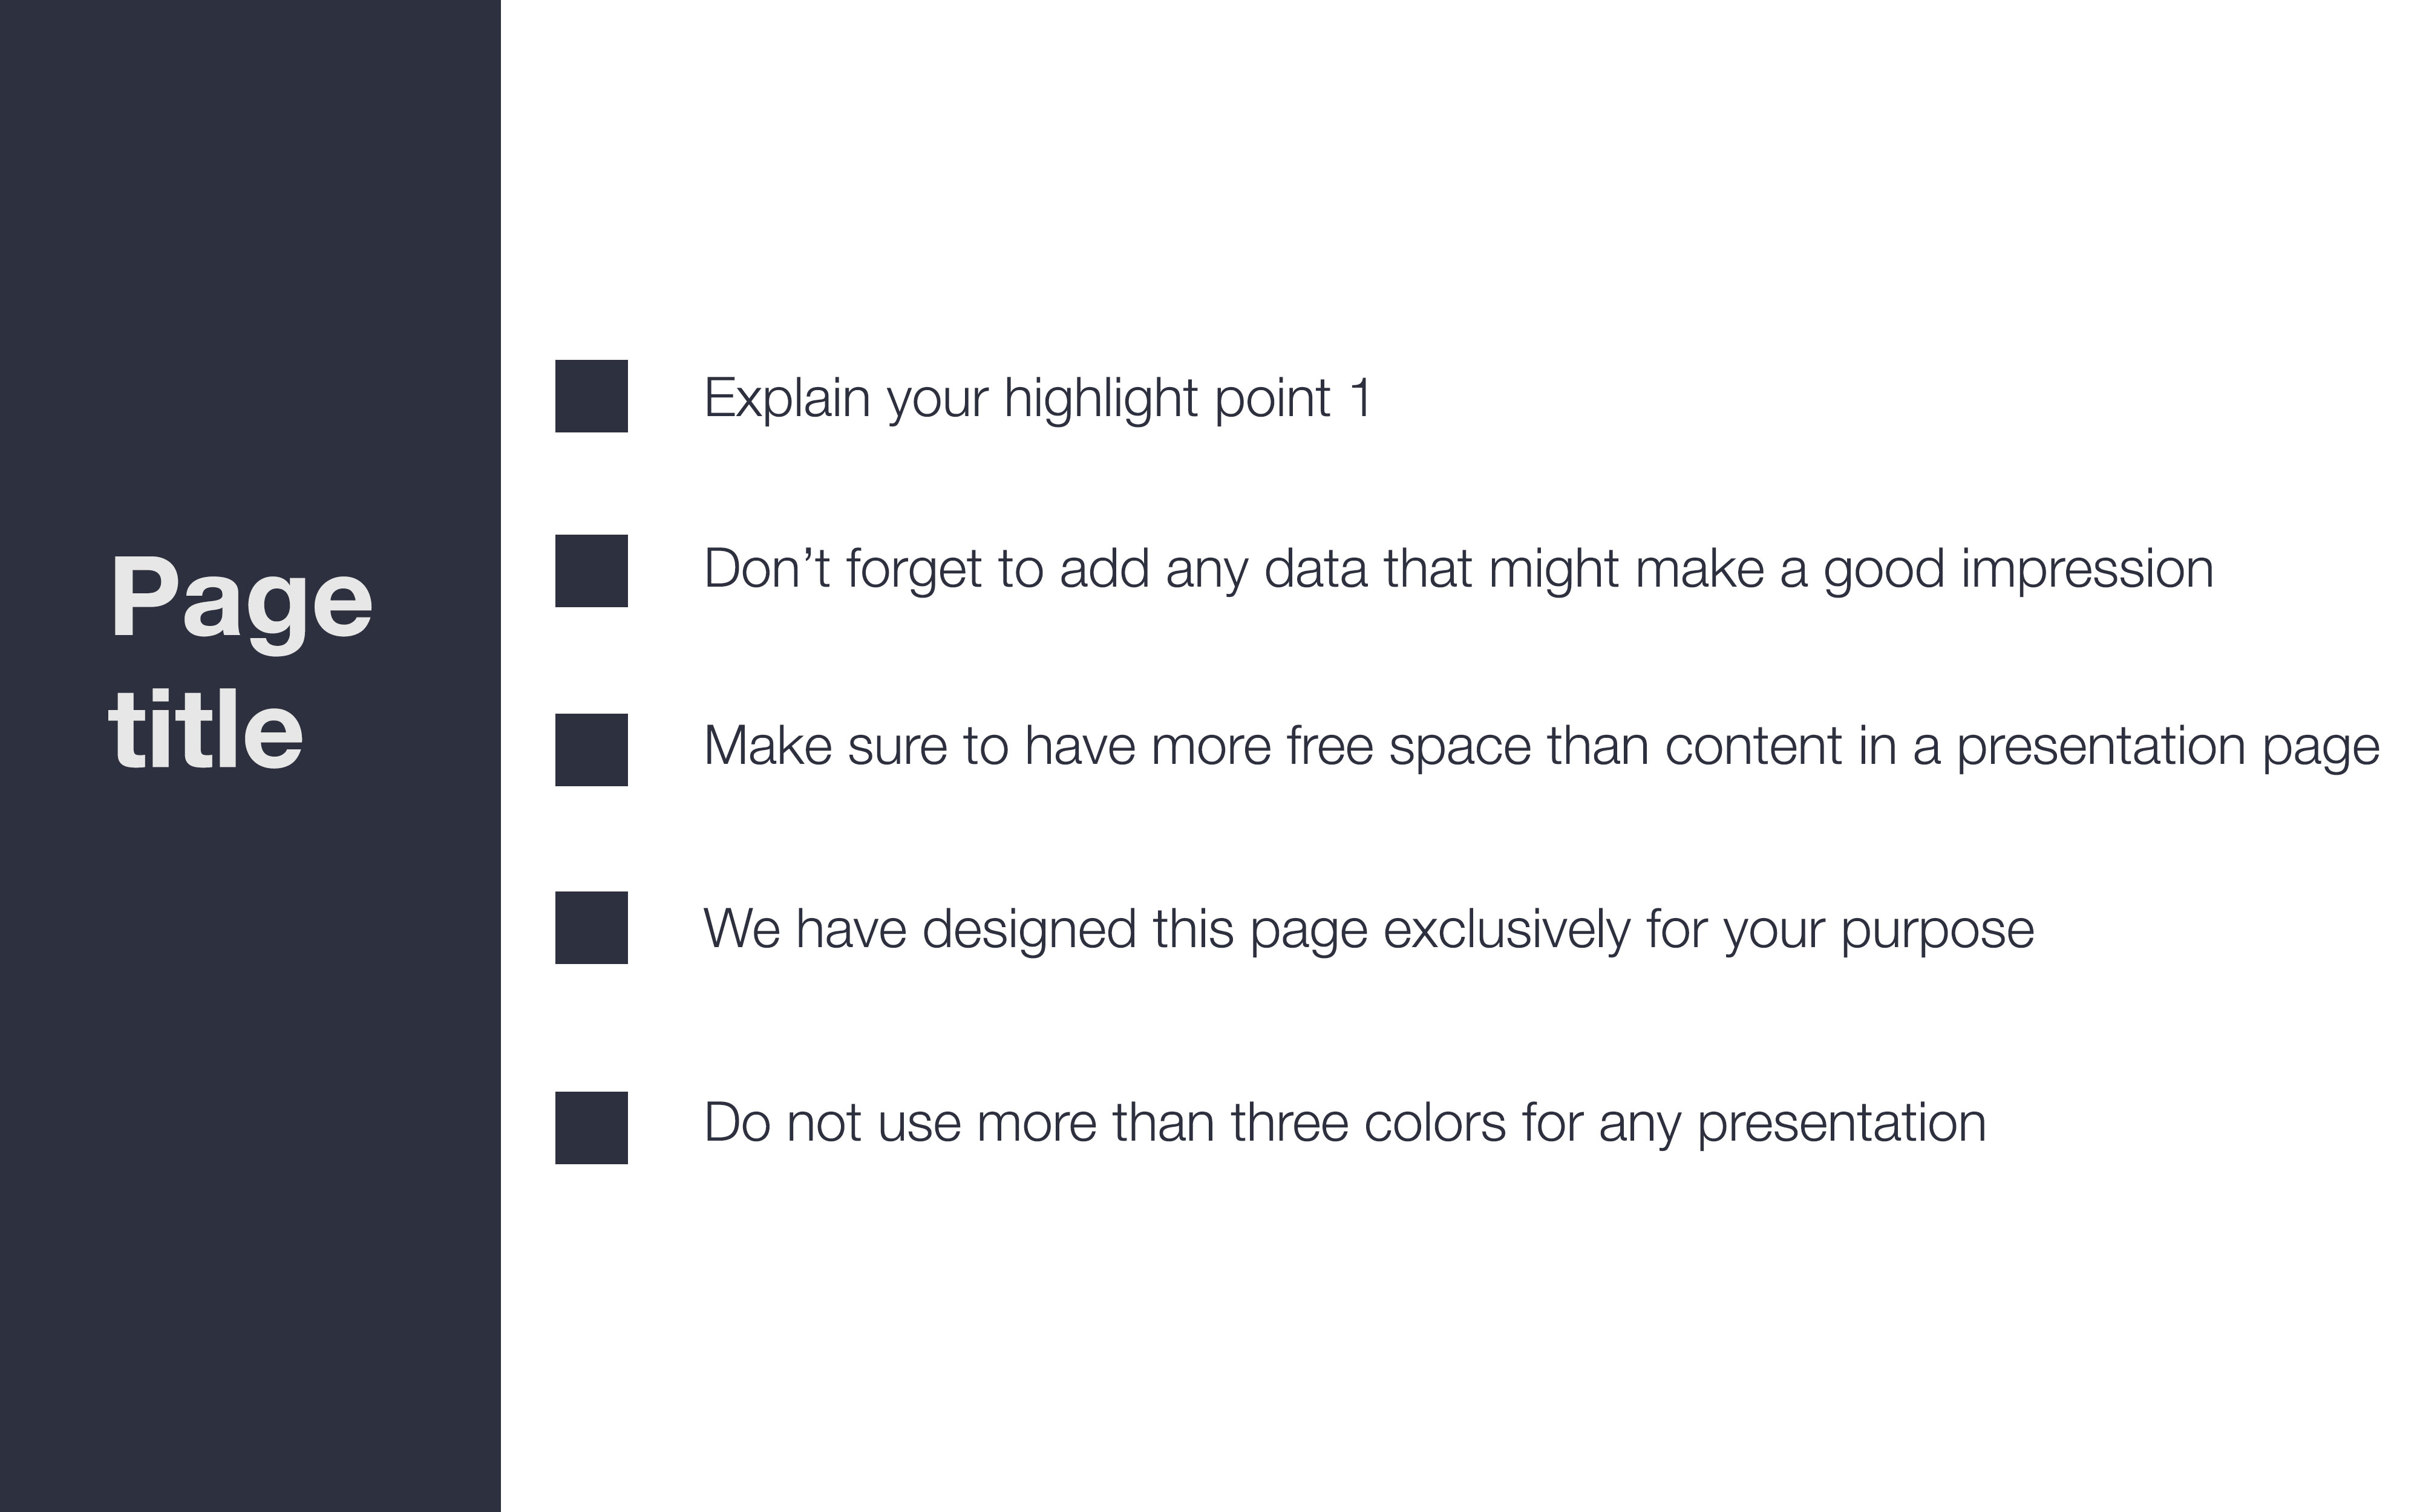 Page
title
Explain your highlight point 1
Don’t forget to add any data that might make a good impression
Make sure to have more free space than content in a presentation page
We have designed this page exclusively for your purpose
Do not use more than three colors for any presentation